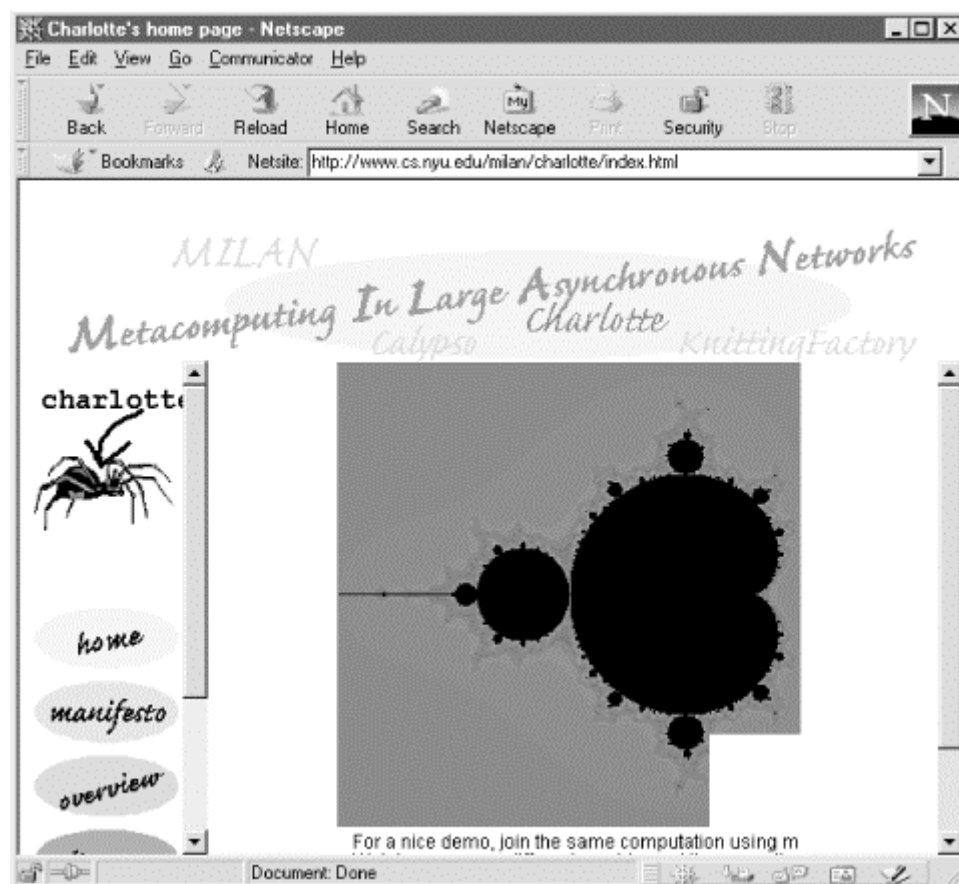 Charlotte's home page - Netscape
File Edit View Go Communicator Help
Back Forward Reload Home Search My Netscape Print Security Stop N
Bookmarks Netsite: http://www.cs.nyu.edu/milan/charlotte/index.html
MILAN
Metacomputing In Large Asynchronous Networks
Charlotte
Calypso KnittingFactory
charlotte
home
manifesto
overview
For a nice demo, join the same computation using m
Document: Done